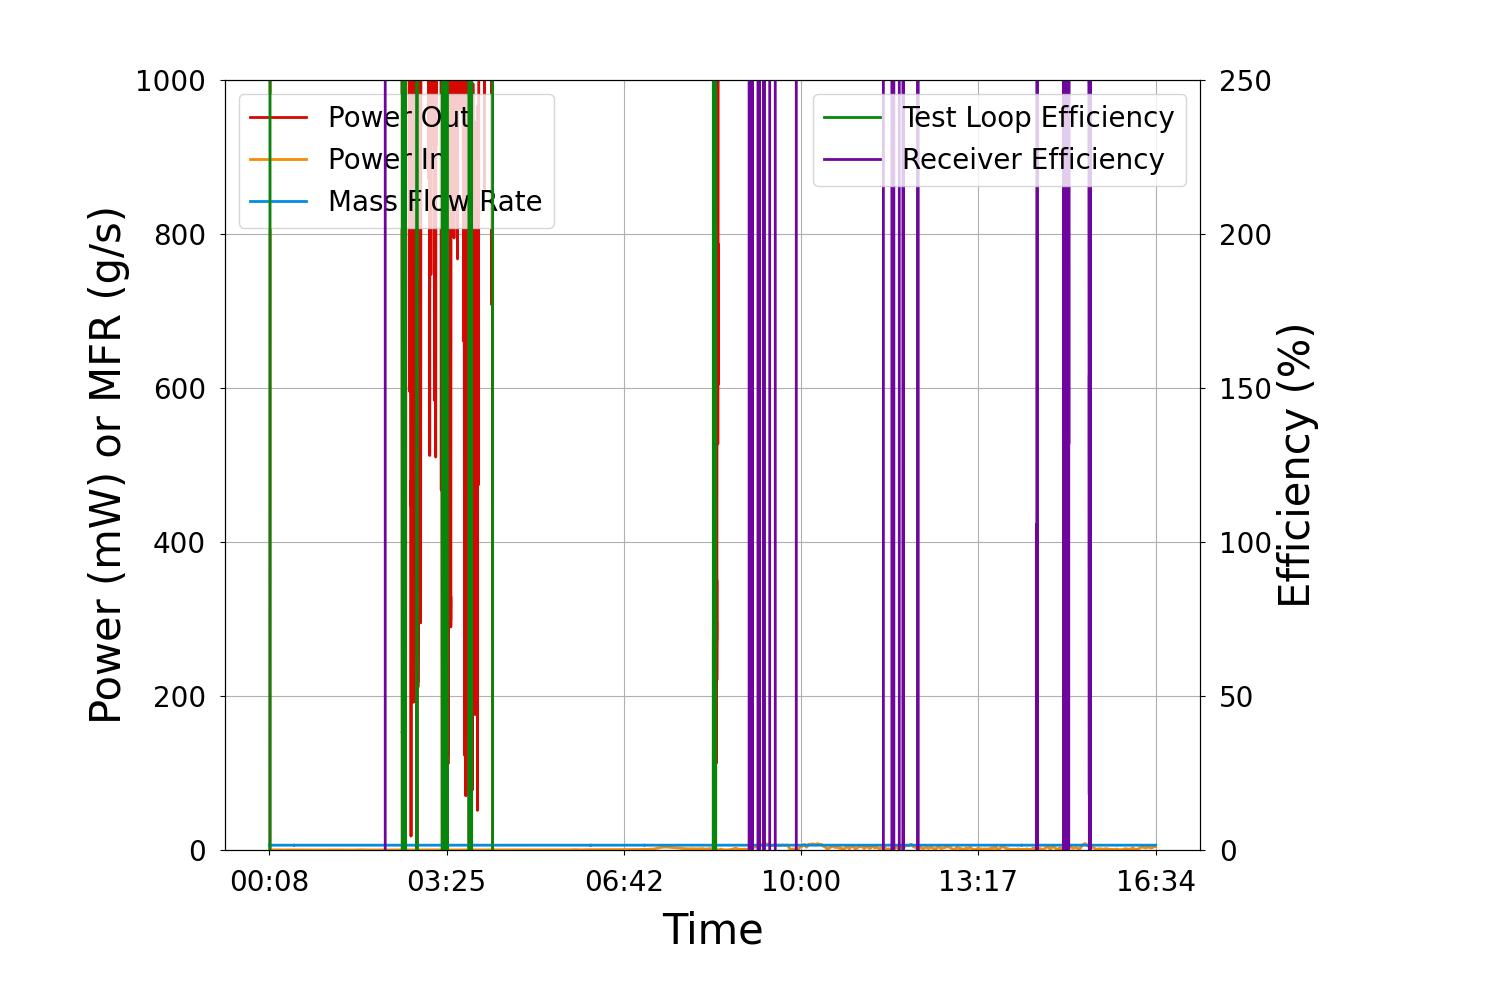 1000
800
600
400
200
0
Power (mW) or MFR (g/s)
Power Out
Power In
Mass Flow Rate
Test Loop Efficiency
Receiver Efficiency
250
200
150
100
50
0
Efficiency (%)
00:08 03:25 06:42 10:00 13:17 16:34
Time